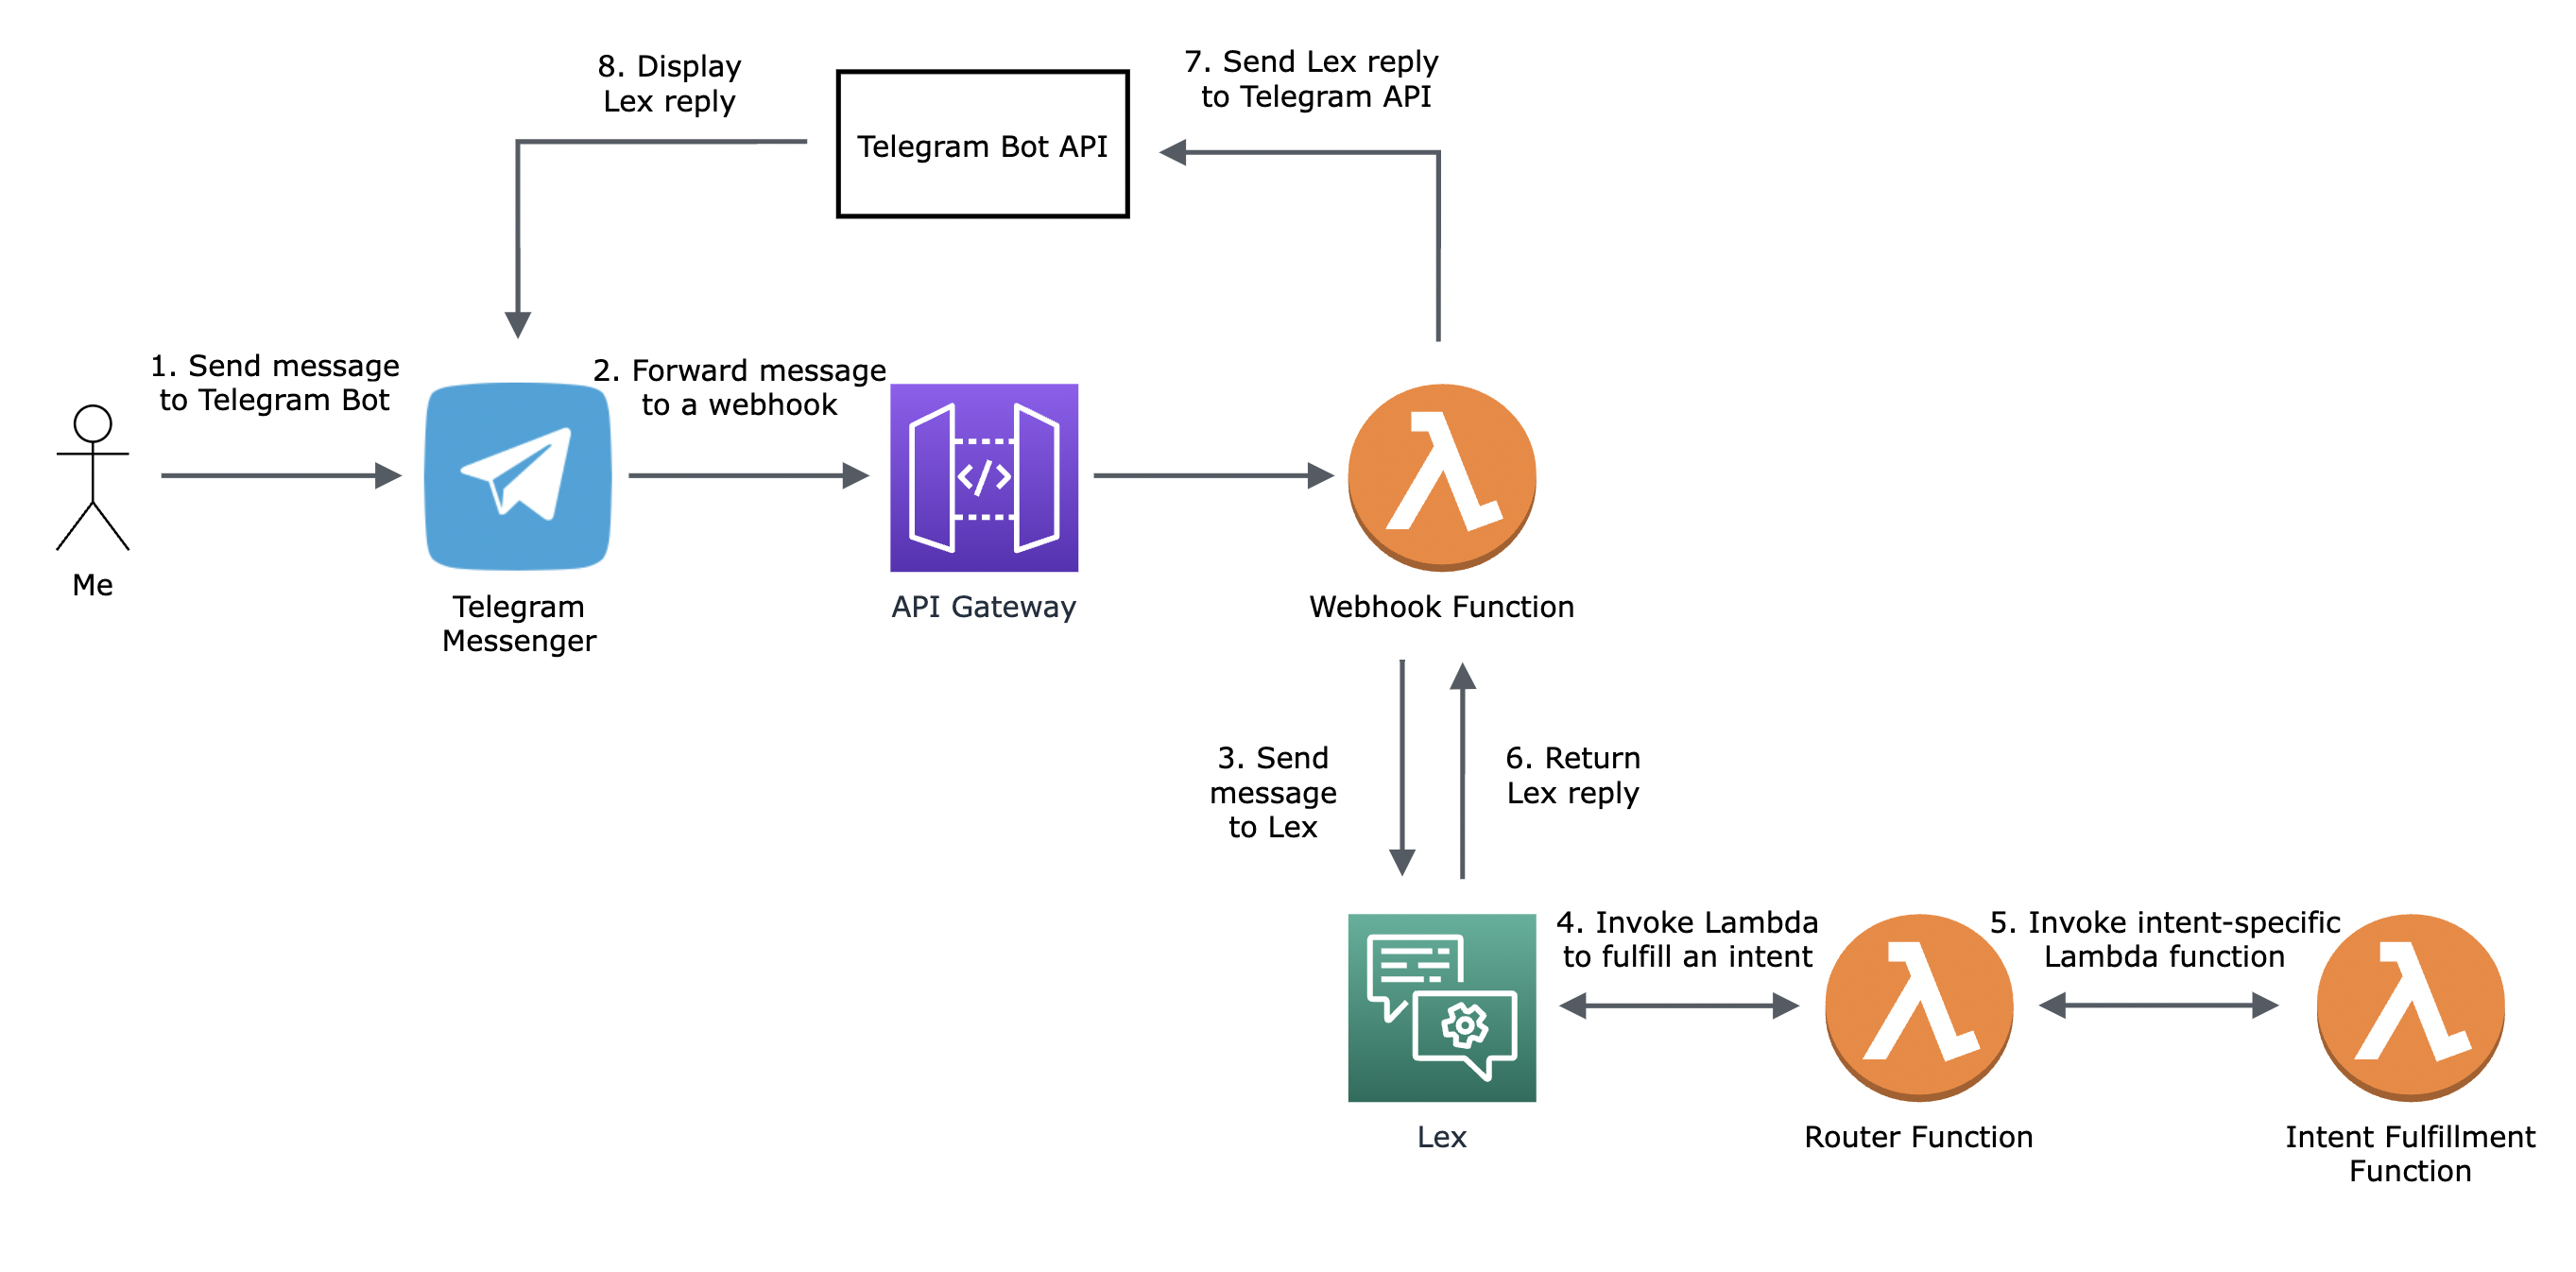 8. Display
Lex reply
Telegram Bot API
7. Send Lex reply
to Telegram API
1. Send message
to Telegram Bot
2. Forward message
to a webhook
</>
Me
Telegram
Messenger
API Gateway
Webhook Function
3. Send
message
to Lex
6. Return
Lex reply
4. Invoke Lambda
to fulfill an intent
5. Invoke intent-specific
Lambda function
Lex
Router Function
Intent Fulfillment
Function